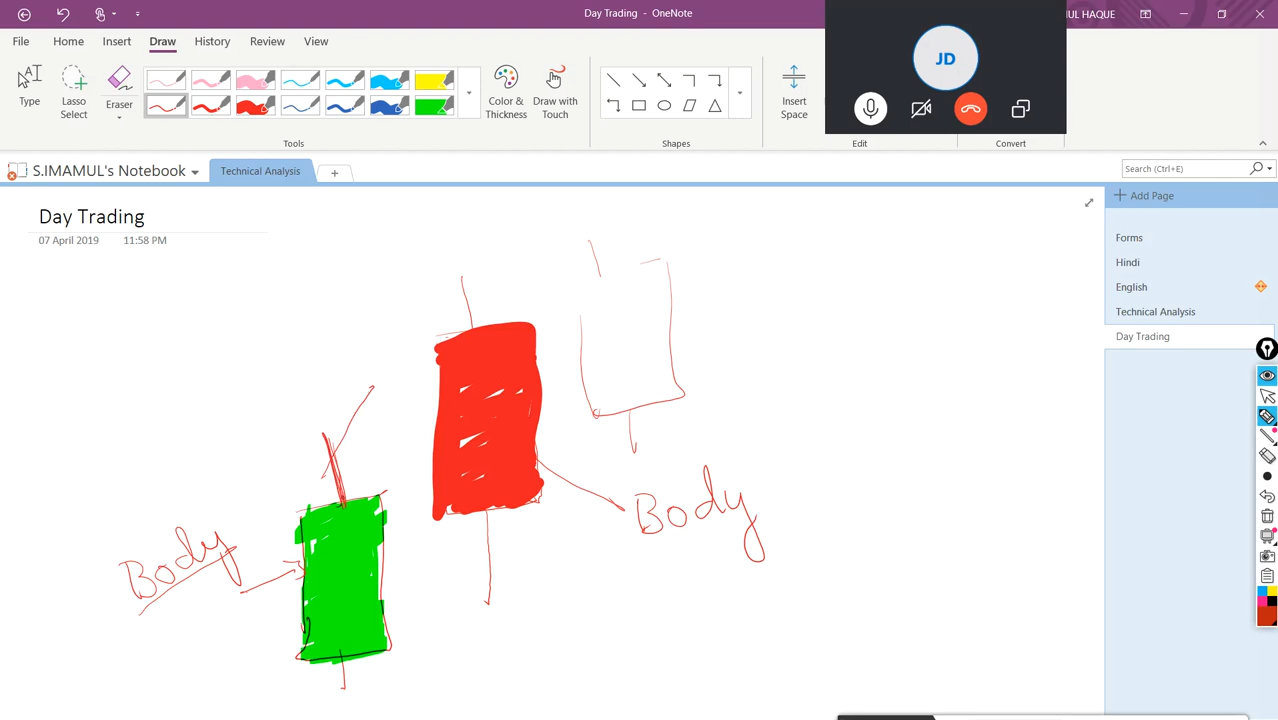 Day Trading - OneNote
MUL HAQUE
JD
File Home Insert Draw History Review View
Type
Lasso Select
Eraser
Color & Thickness
Draw with Touch
Insert Space
Tools
Shapes
Edit
Convert
S.IMAMUL's Notebook
Technical Analysis
Search (Ctrl+E)
Add Page
Day Trading
07 April 2019 11:58 PM
Forms
Hindi
English
Technical Analysis
Day Trading
Body
Body